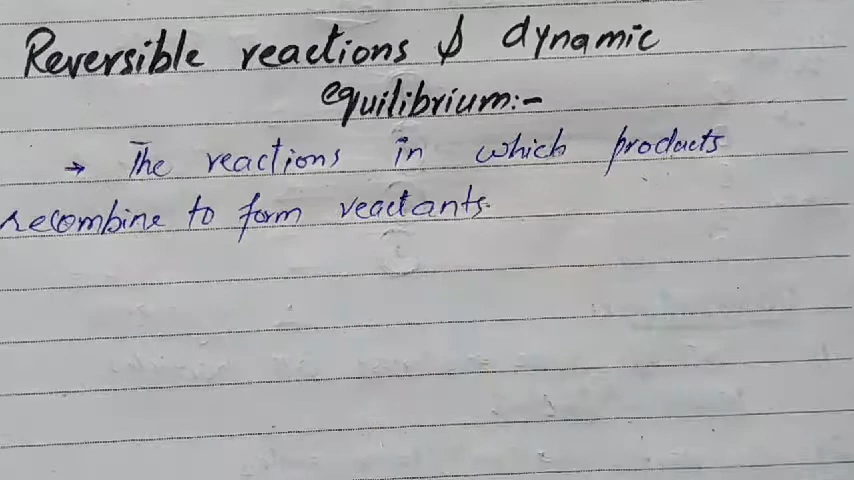 Reversible reactions & dynamic
equilibrium:-
→ The reactions in which products
recombine to form reactants.